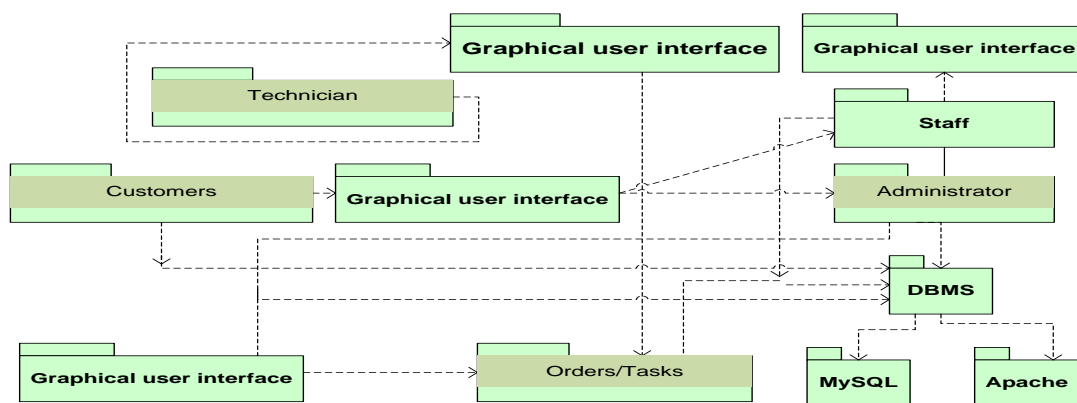 Graphical user interface
Graphical user interface
Technician
Staff
Customers
Graphical user interface
Administrator
DBMS
Graphical user interface
Orders/Tasks
MySQL
Apache